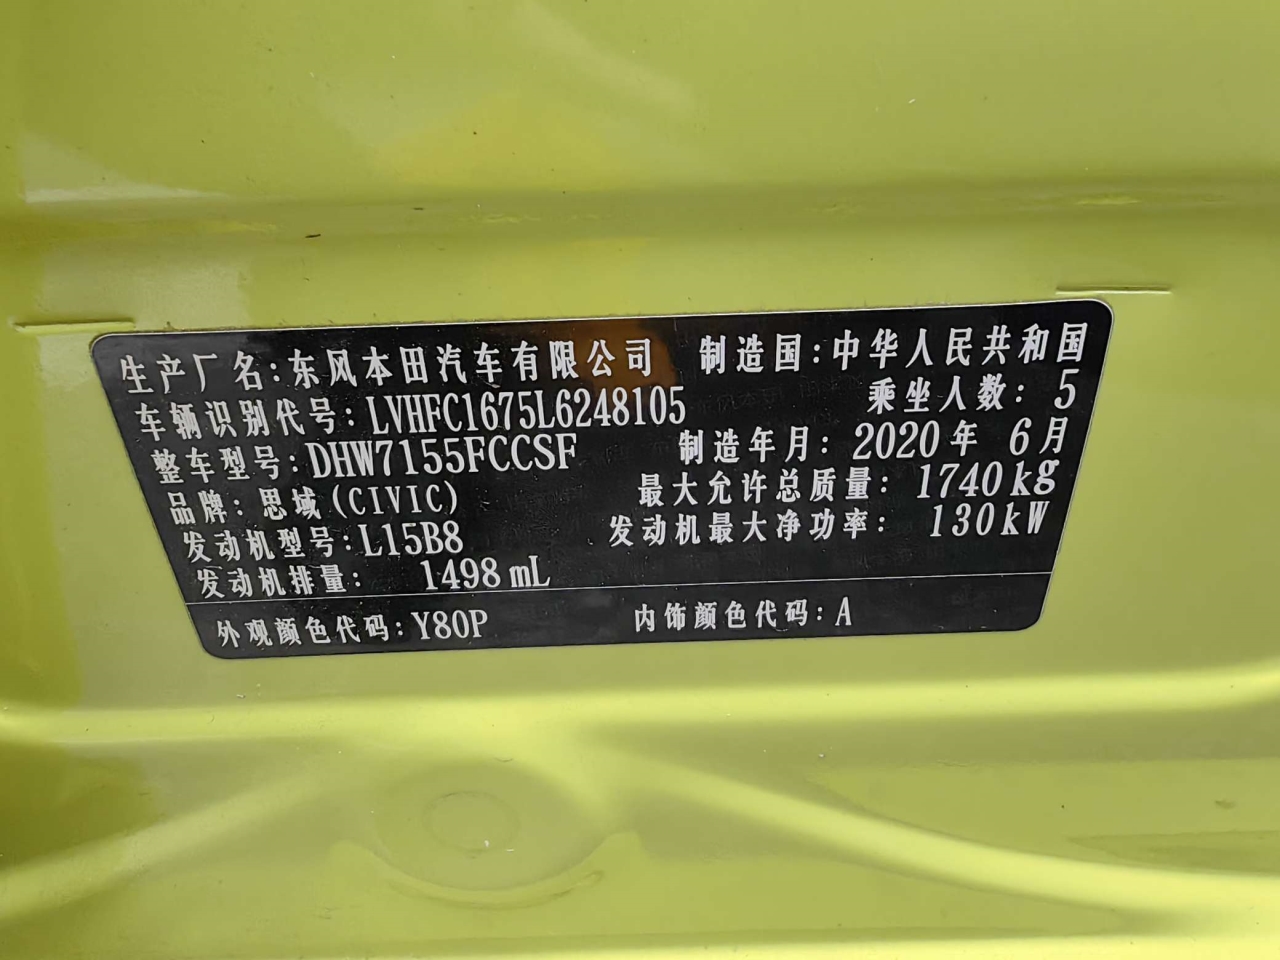 生产厂名:东风本田汽车有限公司 制造国:中华人民共和国
车辆识别代号:LVHFC1675L6248105 乘坐人数:5
整车型号:DHW7155FCCSF 制造年月:2020年 6月
品牌:思域(CIVIC) 最大允许总质量:1740kg
发动机型号:L15B8 发动机最大净功率:130kW
发动机排量: 1498mL
外观颜色代码:Y80P 内饰颜色代码:A